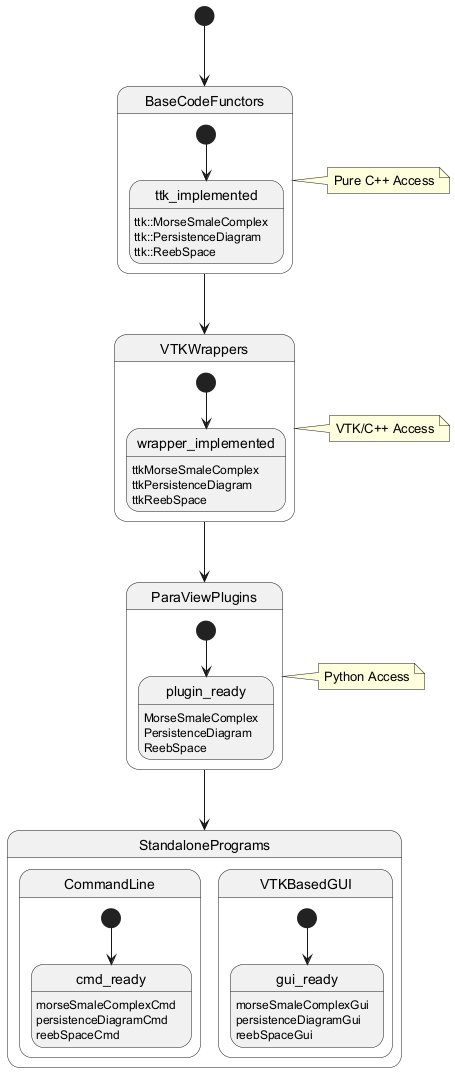 BaseCodeFunctors
ttk_implemented
ttk::MorseSmaleComplex
ttk::PersistenceDiagram
ttk::ReebSpace
Pure C++ Access
VTKWrappers
wrapper_implemented
ttkMorseSmaleComplex
ttkPersistenceDiagram
ttkReebSpace
VTK/C++ Access
ParaViewPlugins
plugin_ready
MorseSmaleComplex
PersistenceDiagram
ReebSpace
Python Access
StandalonePrograms
CommandLine
cmd_ready
morseSmaleComplexCmd
persistenceDiagramCmd
reebSpaceCmd
VTKBasedGUI
gui_ready
morseSmaleComplexGui
persistenceDiagramGui
reebSpaceGui